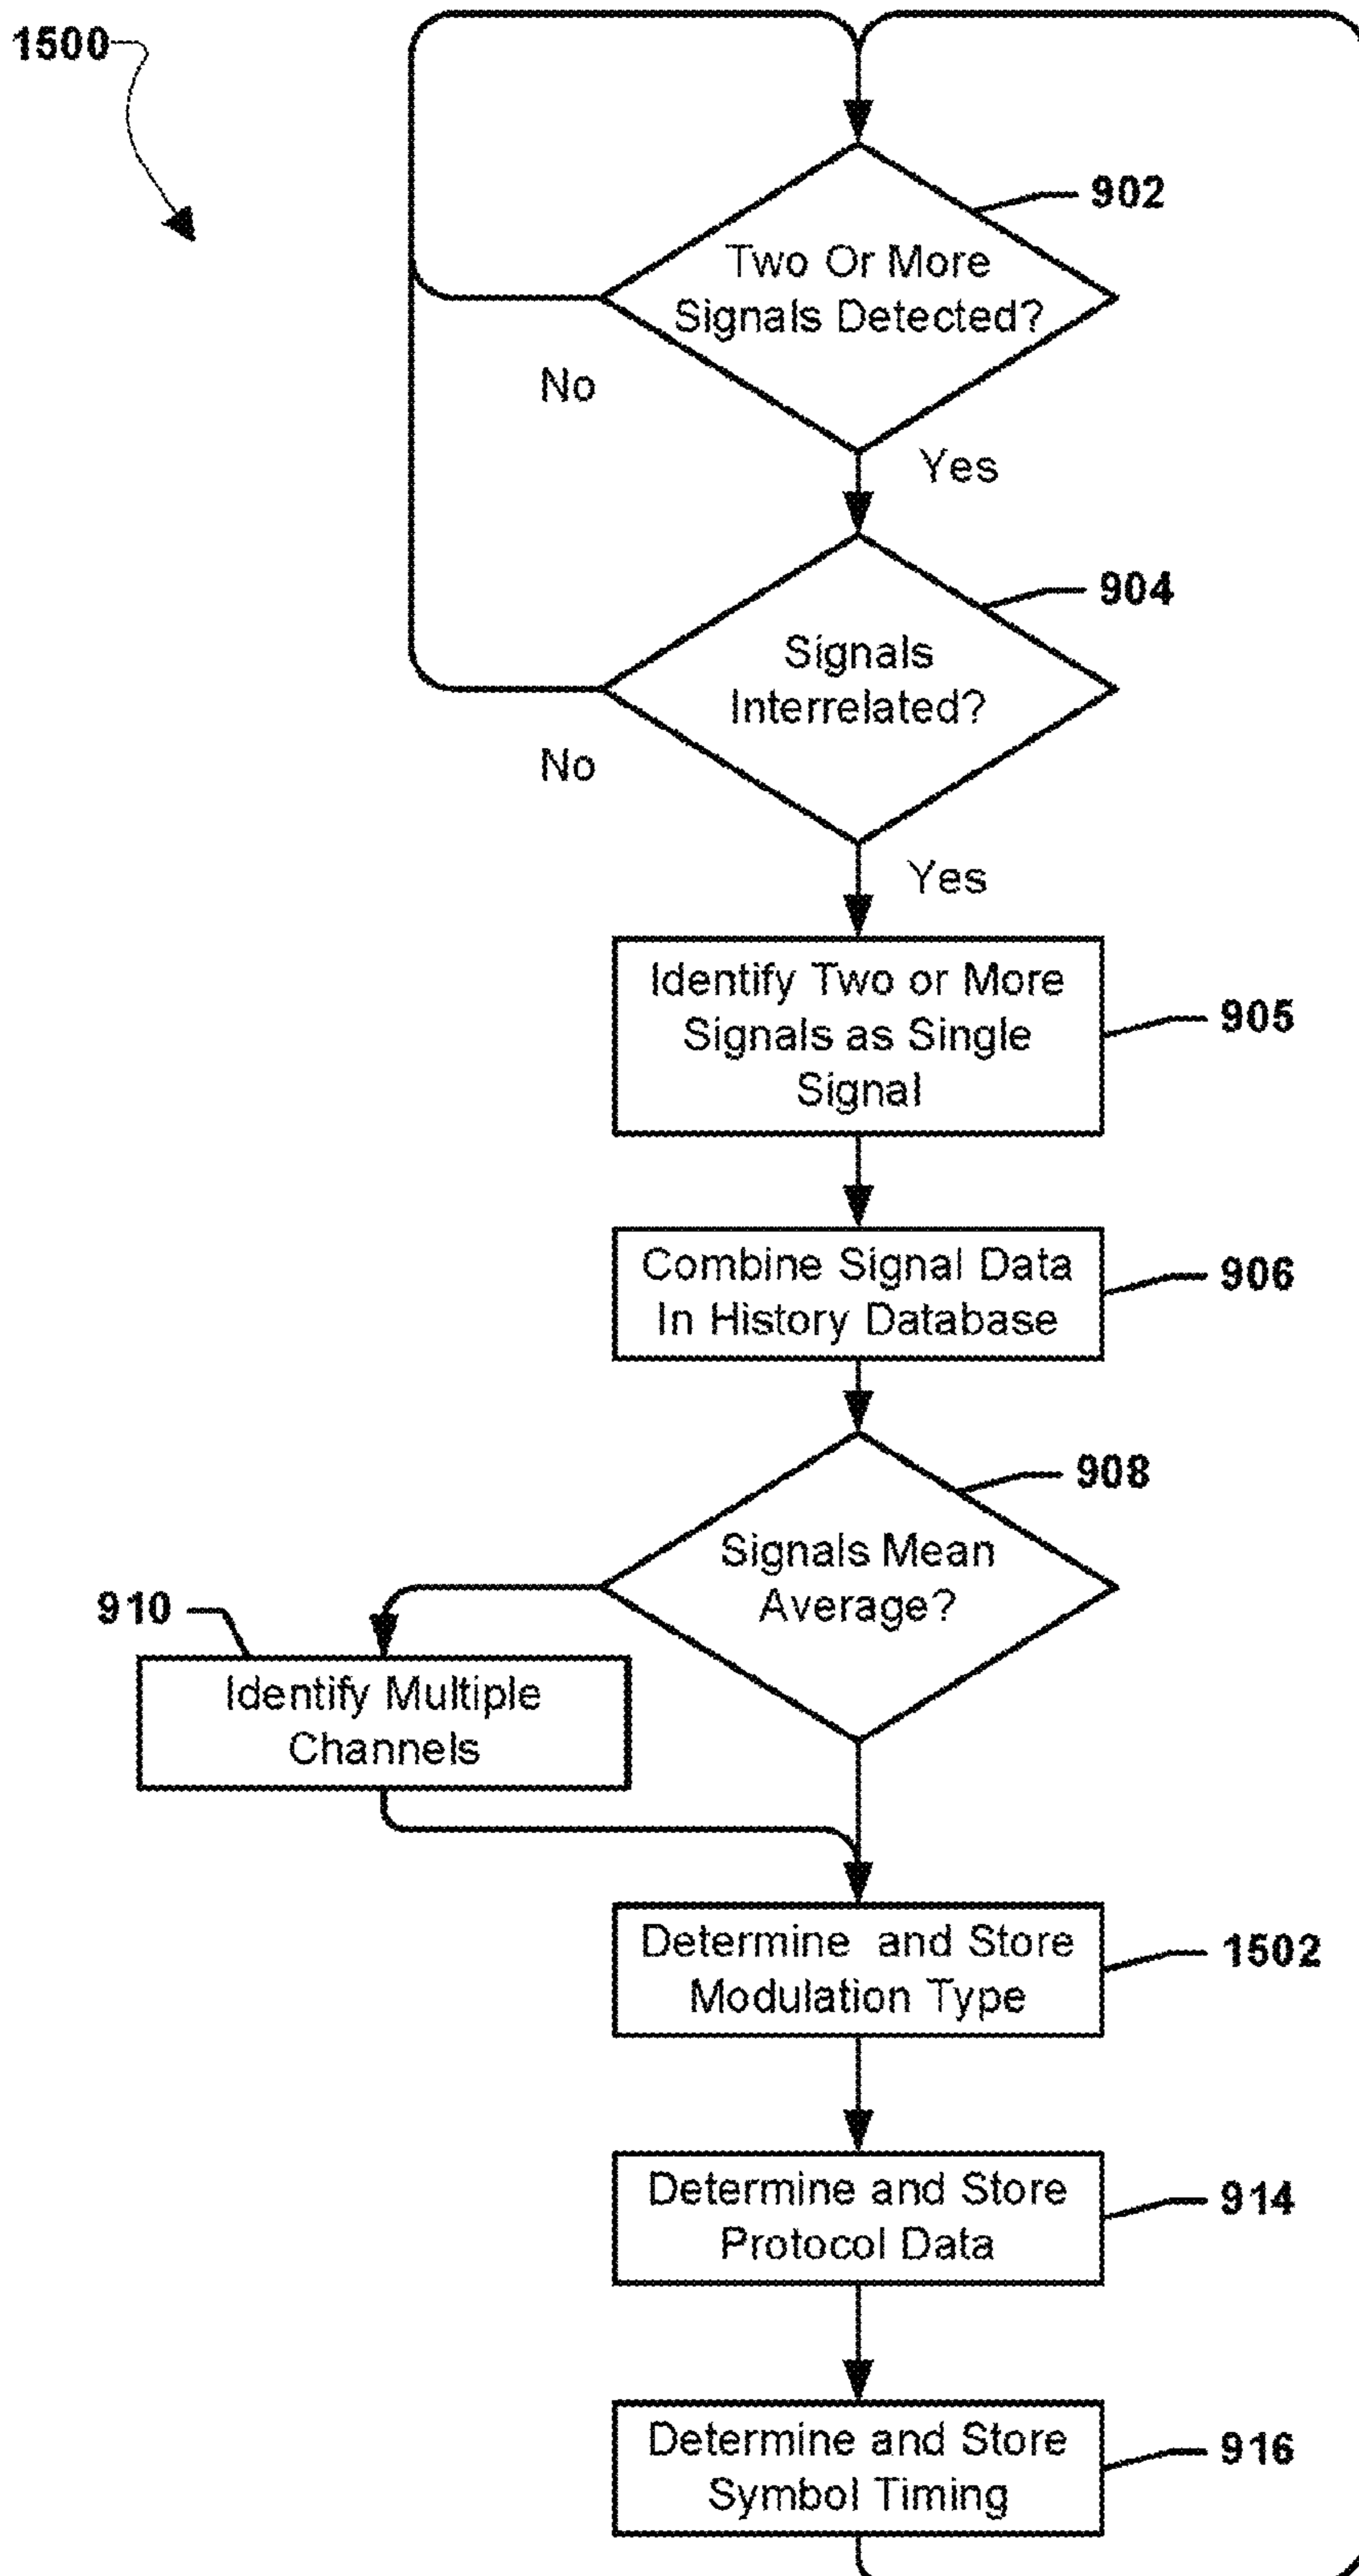 1500
902
Two Or More
Signals Detected?
No
Yes
904
Signals
Interrelated?
No
Yes
Identify Two or More
Signals as Single
Signal
905
Combine Signal Data
In History Database
906
908
Signals Mean
Average?
910
Identify Multiple
Channels
Determine and Store
Modulation Type
1502
Determine and Store
Protocol Data
914
Determine and Store
Symbol Timing
916